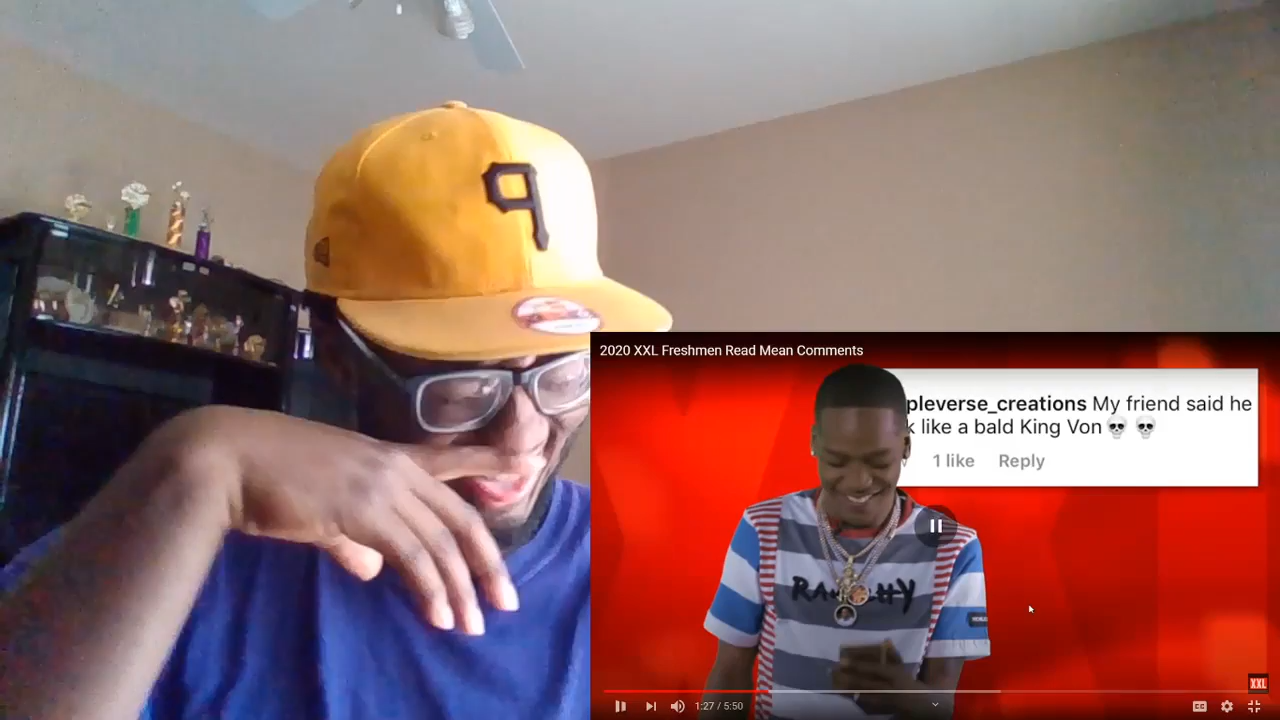 2020 XXL Freshmen Read Mean Comments
pleverse_creations My friend said he
k like a bald King Von 💀 💀
1 like Reply
XXL
1:27 / 5:50
CC